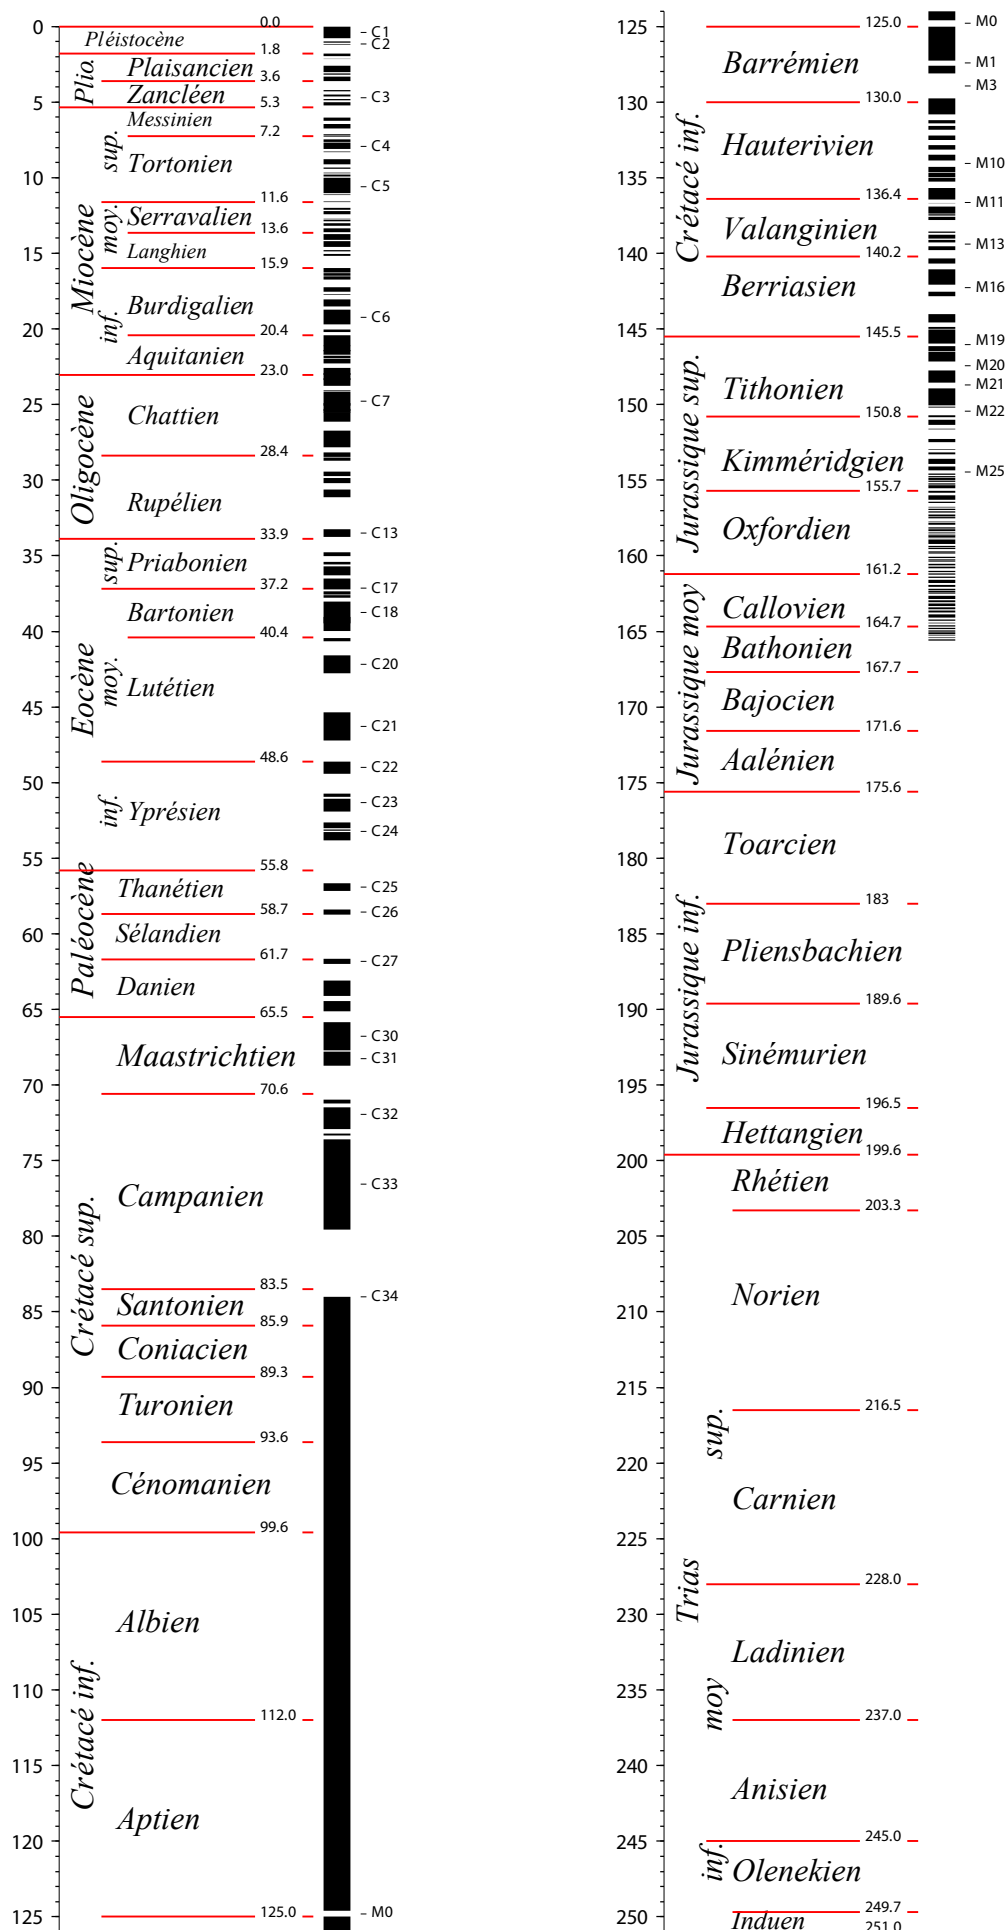 0
5
10
15
20
25
30
35
40
45
50
55
60
65
70
75
80
85
90
95
100
105
110
115
120
125
Plio.
Miocène
sup.
moy.
inf.
Oligocène
Eocène
sup.
moy.
inf.
Paléocène
Crétacé sup.
Crétacé inf.
0.0
Pléistocène
1.8
Plaisancien
3.6
Zancléen
5.3
Messinien
7.2
Tortonien
11.6
Serravalien
13.6
Langhien
15.9
Burdigalien
20.4
Aquitanien
23.0
Chattien
28.4
Rupélien
33.9
Priabonien
37.2
Bartonien
40.4
Lutétien
48.6
Yprésien
55.8
Thanétien
58.7
Sélandien
61.7
Danien
65.5
Maastrichtien
70.6
Campanien
83.5
Santonien
85.9
Coniacien
89.3
Turonien
93.6
Cénomanien
99.6
Albien
112.0
Aptien
125.0
C1
C2
C3
C4
C5
C6
C7
C13
C17
C18
C20
C21
C22
C23
C24
C25
C26
C27
C30
C31
C32
C33
C34
M0
125
130
135
140
145
150
155
160
165
170
175
180
185
190
195
200
205
210
215
220
225
230
235
240
245
250
Crétacé inf.
Jurassique sup.
Jurassique moy
Jurassique inf.
Trias
sup.
moy
inf.
125.0
Barrémien
130.0
Hauterivien
136.4
Valanginien
140.2
Berriasien
145.5
Tithonien
150.8
Kimméridgien
155.7
Oxfordien
161.2
Callovien
164.7
Bathonien
167.7
Bajocien
171.6
Aalénien
175.6
Toarcien
183
Pliensbachien
189.6
Sinémurien
196.5
Hettangien
199.6
Rhétien
203.3
Norien
216.5
Carnien
228.0
Ladinien
237.0
Anisien
245.0
Olenekien
249.7
Induen
251.0
M0
M1
M3
M10
M11
M13
M16
M19
M20
M21
M22
M25